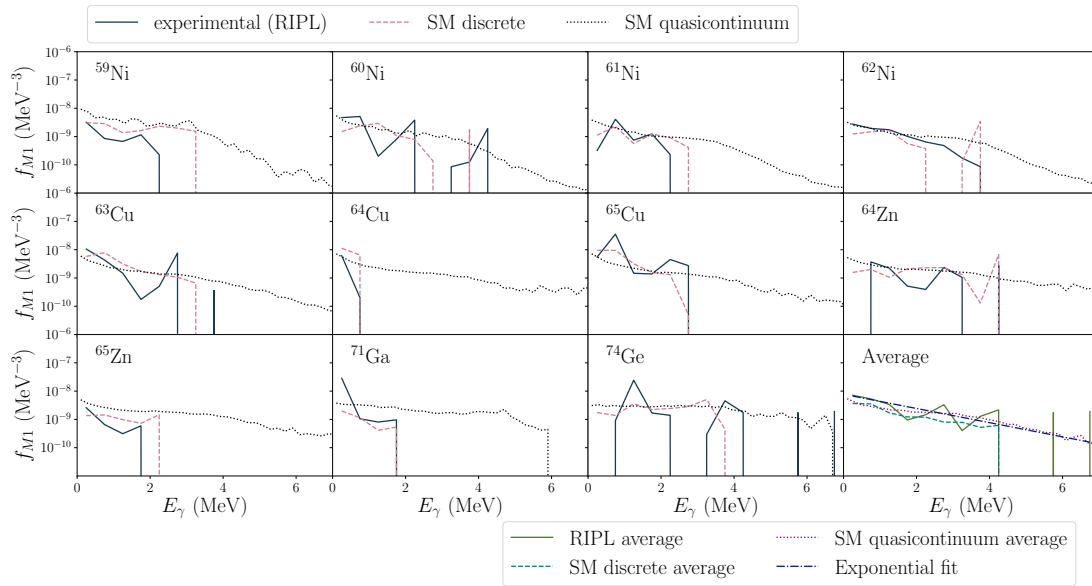 experimental (RIPL) SM discrete SM quasicontinuum
10⁻⁶ ⁵⁹Ni ⁶⁰Ni ⁶¹Ni ⁶²Ni
10⁻⁷
10⁻⁸
10⁻⁹
10⁻¹⁰
f_{M1} (MeV⁻³)
10⁻⁶ ⁶³Cu ⁶⁴Cu ⁶⁵Cu ⁶⁴Zn
10⁻⁷
10⁻⁸
10⁻⁹
10⁻¹⁰
f_{M1} (MeV⁻³)
10⁻⁶ ⁶⁵Zn ⁷¹Ga ⁷⁴Ge Average
10⁻⁷
10⁻⁸
10⁻⁹
10⁻¹⁰
f_{M1} (MeV⁻³)
0 2 4 6 0 2 4 6 0 2 4 6 0 2 4 6
E_γ (MeV) E_γ (MeV) E_γ (MeV) E_γ (MeV)
RIPL average SM quasicontinuum average
SM discrete average Exponential fit